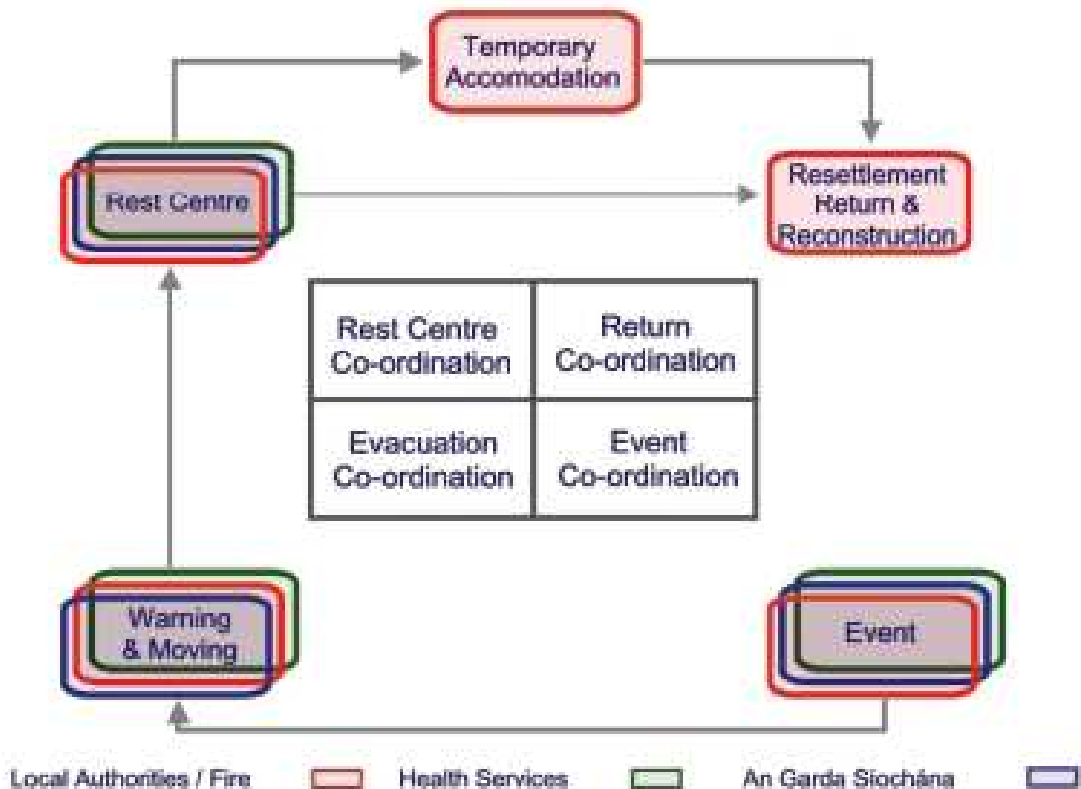 Temporary
Accomodation
Rest Centre
Resettlement
Return &
Reconstruction
Rest Centre
Co-ordination
Return
Co-ordination
Evacuation
Co-ordination
Event
Co-ordination
Warning
& Moving
Event
Local Authorities / Fire
Health Services
An Garda Síochána